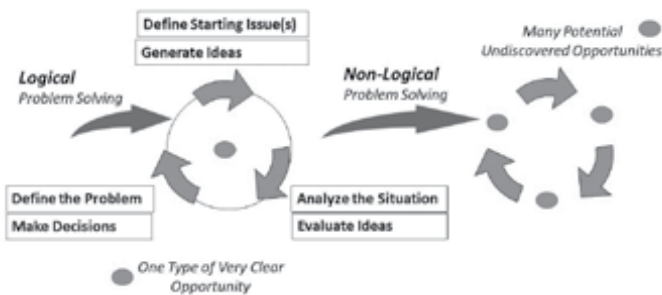 Define Starting Issue(s)
Generate Ideas
Many Potential
Undiscovered Opportunities
Logical
Problem Solving
Non-Logical
Problem Solving
Define the Problem
Make Decisions
Analyze the Situation
Evaluate Ideas
One Type of Very Clear
Opportunity